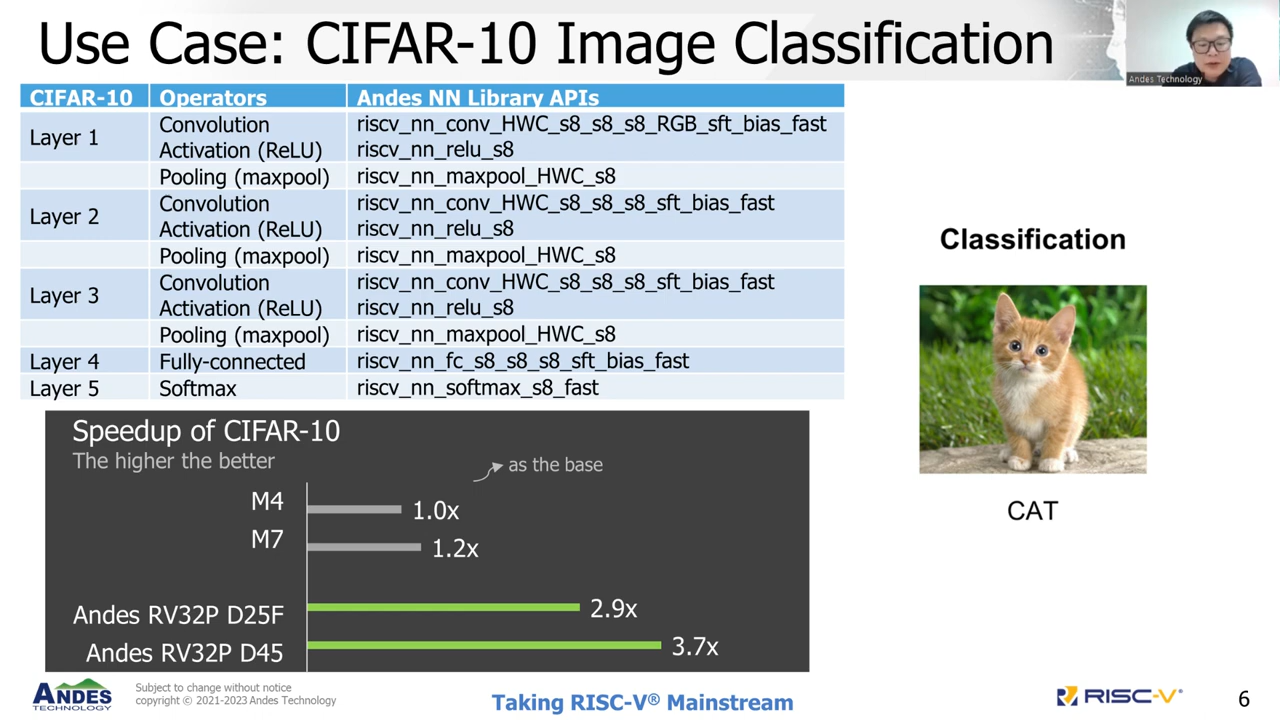 Use Case: CIFAR-10 Image Classification
Andes Technology
CIFAR-10 Operators Andes NN Library APIs
Layer 1
Convolution riscv_nn_conv_HWC_s8_s8_s8_RGB_sft_bias_fast
Activation (ReLU) riscv_nn_relu_s8
Pooling (maxpool) riscv_nn_maxpool_HWC_s8
Layer 2
Convolution riscv_nn_conv_HWC_s8_s8_s8_sft_bias_fast
Activation (ReLU) riscv_nn_relu_s8
Pooling (maxpool) riscv_nn_maxpool_HWC_s8
Layer 3
Convolution riscv_nn_conv_HWC_s8_s8_s8_sft_bias_fast
Activation (ReLU) riscv_nn_relu_s8
Pooling (maxpool) riscv_nn_maxpool_HWC_s8
Layer 4 Fully-connected riscv_nn_fc_s8_s8_s8_sft_bias_fast
Layer 5 Softmax riscv_nn_softmax_s8_fast
Classification
CAT
Speedup of CIFAR-10
The higher the better
as the base
M4 1.0x
M7 1.2x
Andes RV32P D25F 2.9x
Andes RV32P D45 3.7x
ANDES
TECHNOLOGY
Subject to change without notice
copyright © 2021-2023 Andes Technology
Taking RISC-V® Mainstream
RISC-V®
6